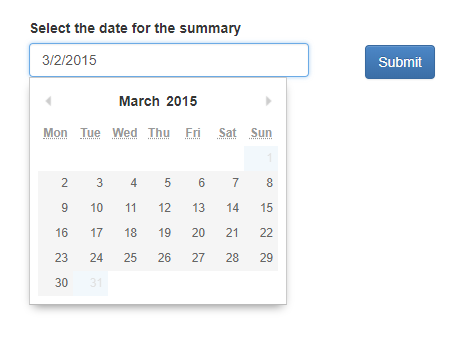 Select the date for the summary
3/2/2015
Submit
March 2015
Mon Tue Wed Thu Fri Sat Sun
1
2 3 4 5 6 7 8
9 10 11 12 13 14 15
16 17 18 19 20 21 22
23 24 25 26 27 28 29
30 31